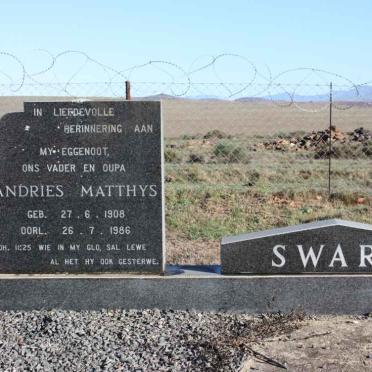 IN LIEFDEVOLLE
HERINNERING AAN
MY EGGENOOT,
ONS VADER EN OUPA
ANDRIES MATTHYS
GEB. 27.6.1908
OORL. 26.7.1986
JOH. 11:25 WIE IN MY GLO, SAL LEWE
AL HET HY OOK GESTERWE.
SWAR